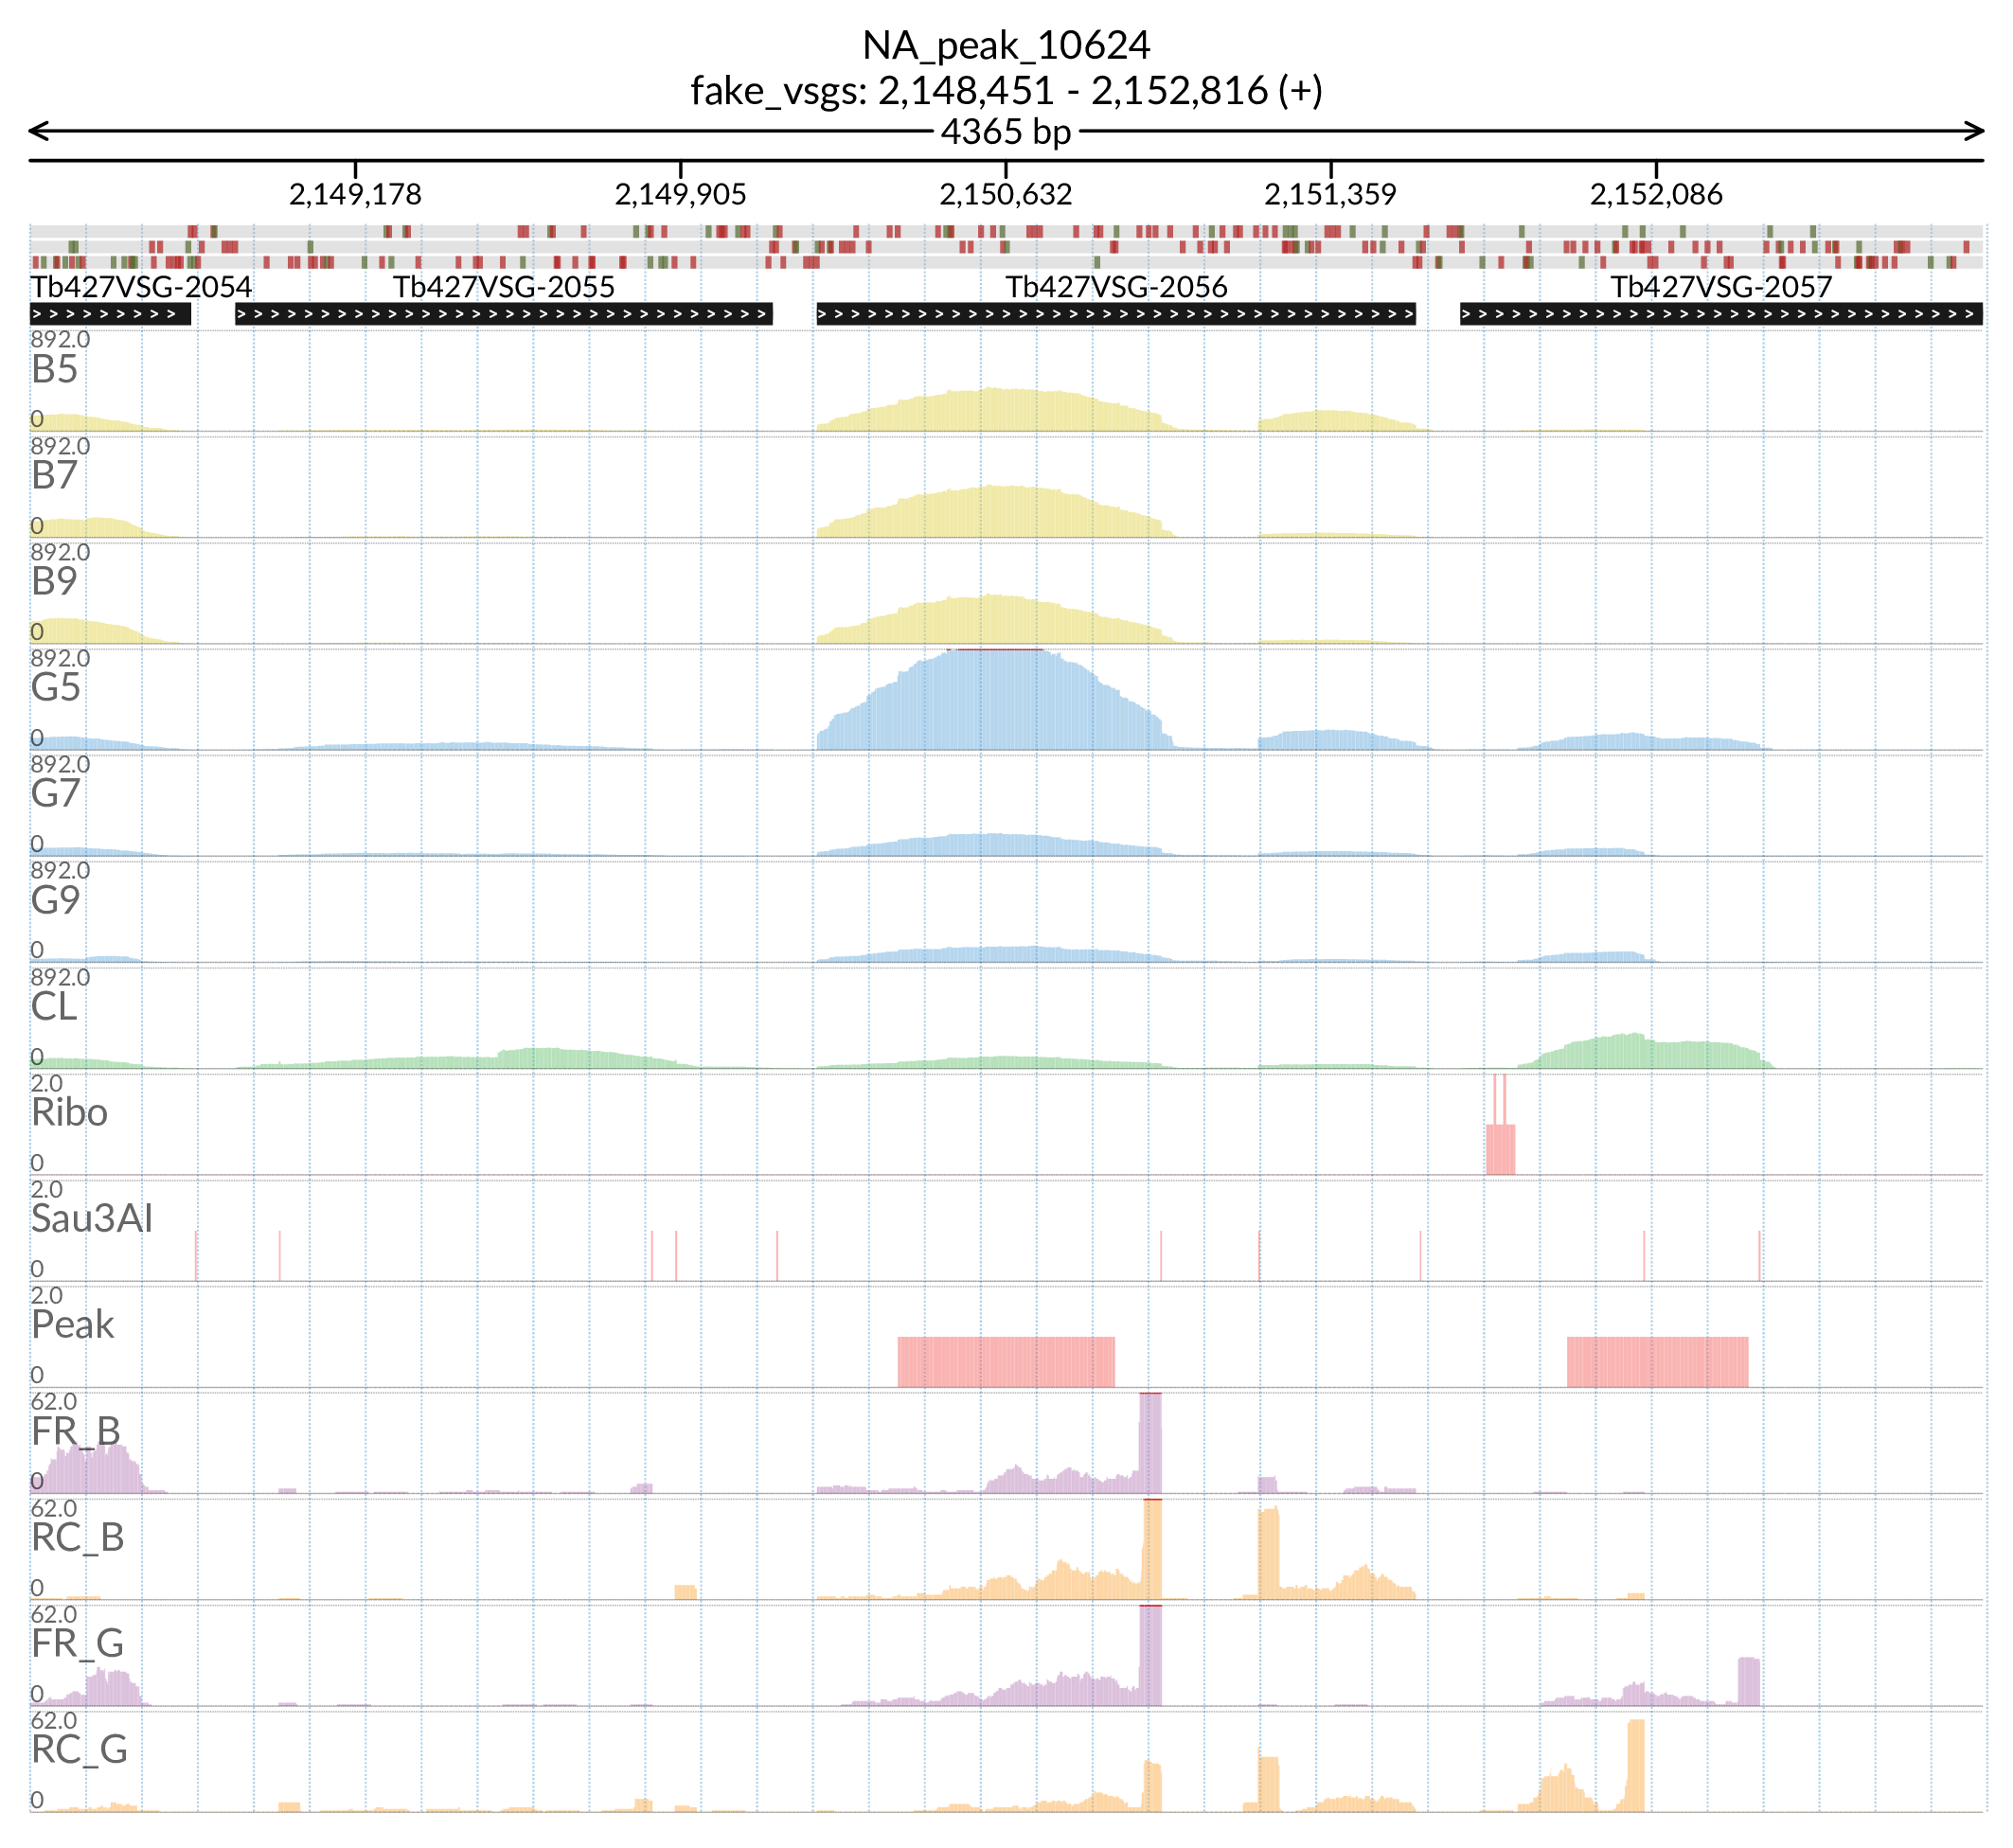 NA_peak_10624
fake_vsgs: 2,148,451 - 2,152,816 (+)
4365 bp
2,149,178 2,149,905 2,150,632 2,151,359 2,152,086
Tb427VSG-2054 Tb427VSG-2055 Tb427VSG-2056 Tb427VSG-2057
892.0
B5
0
892.0
B7
0
892.0
B9
0
892.0
G5
0
892.0
G7
0
892.0
G9
0
892.0
CL
0
2.0
Ribo
0
2.0
Sau3AI
0
2.0
Peak
0
62.0
FR_B
0
62.0
RC_B
0
62.0
FR_G
0
62.0
RC_G
0